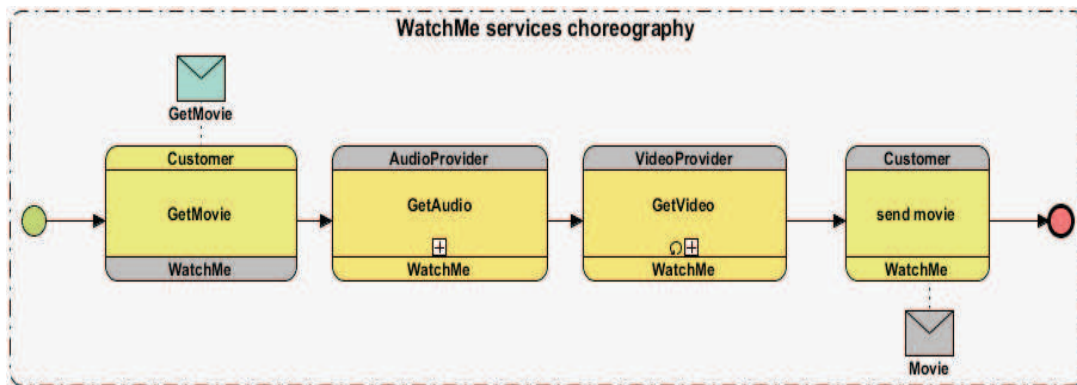 WatchMe services choreography
GetMovie
Customer
GetMovie
WatchMe
AudioProvider
GetAudio
WatchMe
VideoProvider
GetVideo
WatchMe
Customer
send movie
WatchMe
Movie